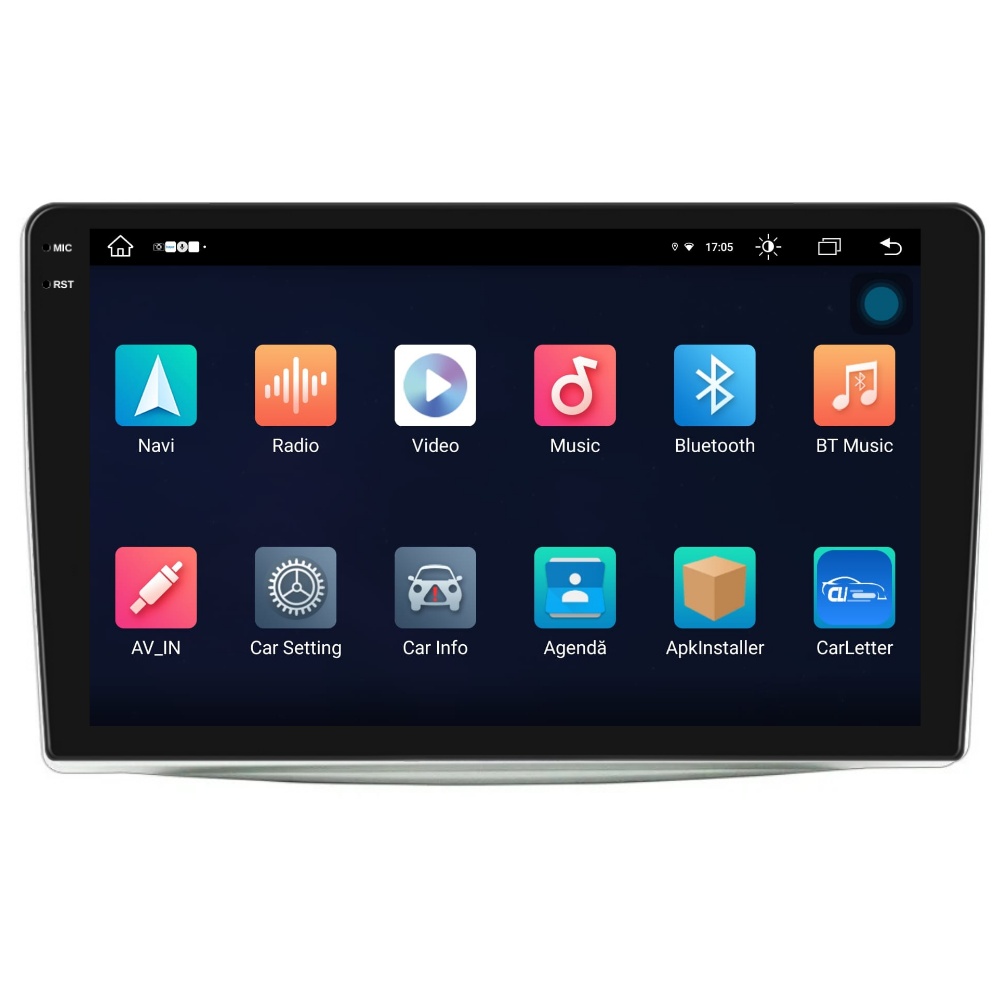 MIC
17:05
RST
Navi
Radio
Video
Music
Bluetooth
BT Music
AV_IN
Car Setting
Car Info
Agendă
ApkInstaller
CarLetter